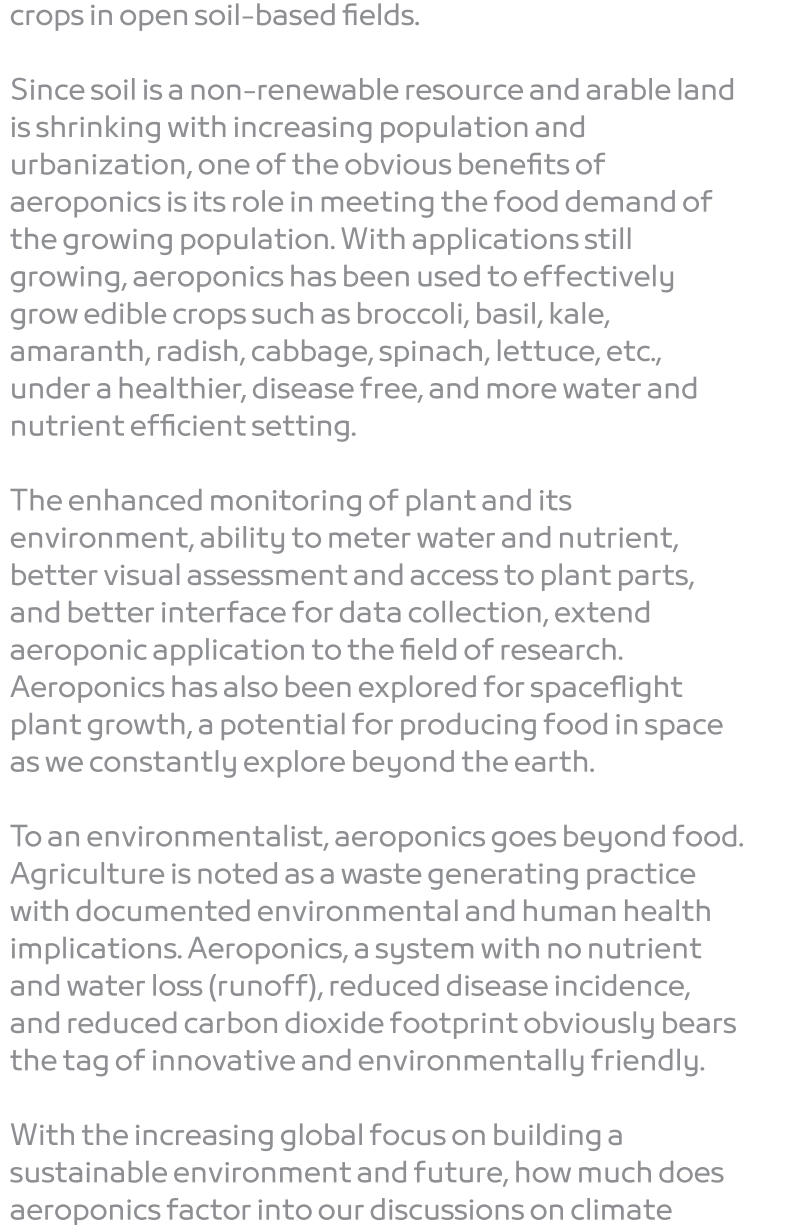 crops in open soil-based fields.
Since soil is a non-renewable resource and arable land
is shrinking with increasing population and
urbanization, one of the obvious benefits of
aeroponics is its role in meeting the food demand of
the growing population. With applications still
growing, aeroponics has been used to effectively
grow edible crops such as broccoli, basil, kale,
amaranth, radish, cabbage, spinach, lettuce, etc.,
under a healthier, disease free, and more water and
nutrient efficient setting.
The enhanced monitoring of plant and its
environment, ability to meter water and nutrient,
better visual assessment and access to plant parts,
and better interface for data collection, extend
aeroponic application to the field of research.
Aeroponics has also been explored for spaceflight
plant growth, a potential for producing food in space
as we constantly explore beyond the earth.
To an environmentalist, aeroponics goes beyond food.
Agriculture is noted as a waste generating practice
with documented environmental and human health
implications. Aeroponics, a system with no nutrient
and water loss (runoff), reduced disease incidence,
and reduced carbon dioxide footprint obviously bears
the tag of innovative and environmentally friendly.
With the increasing global focus on building a
sustainable environment and future, how much does
aeroponics factor into our discussions on climate